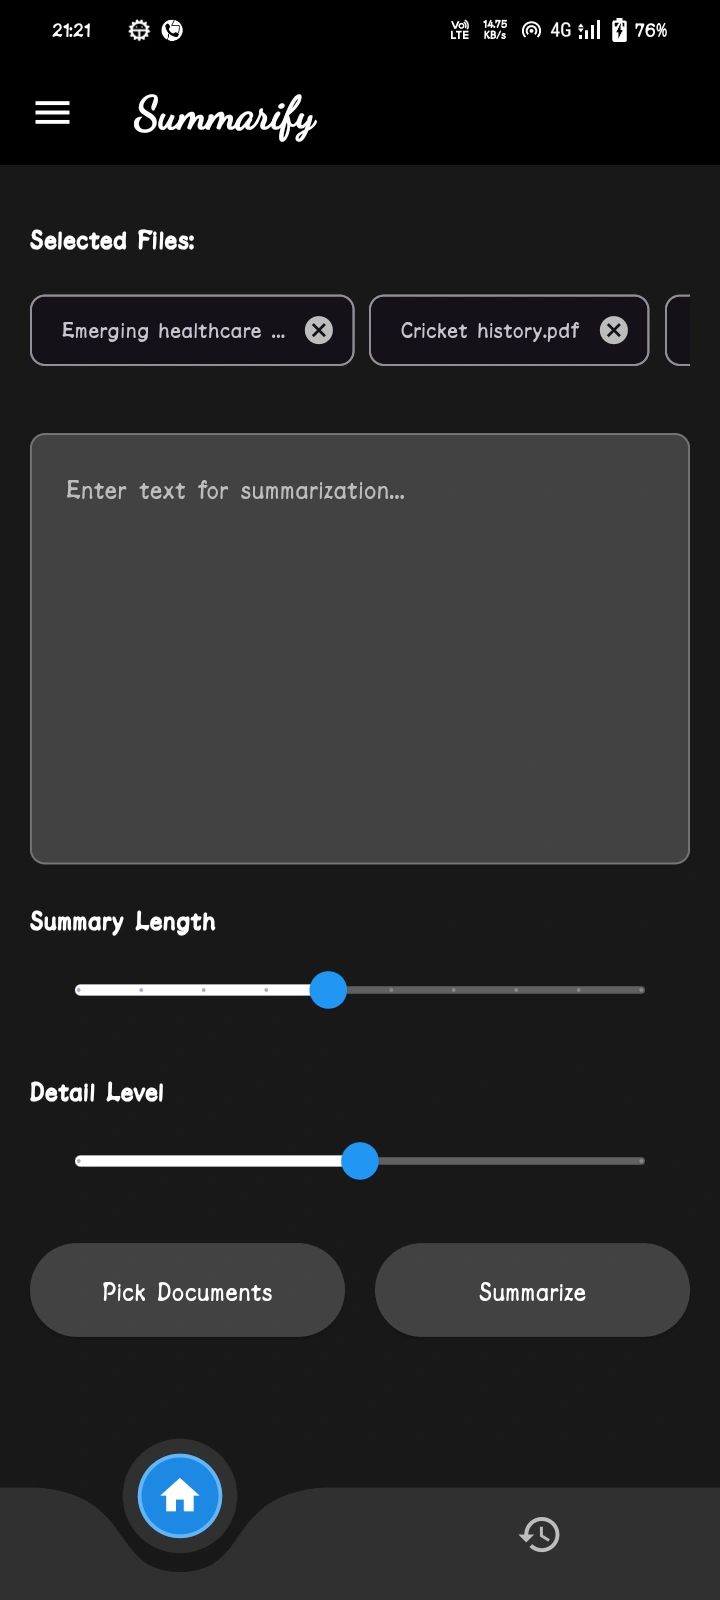 21:21 Vo) LTE 14.75 KB/s 4G 76%
Summarify
Selected Files:
Emerging healthcare ... Cricket history.pdf
Enter text for summarization...
Summary Length
Detail Level
Pick Documents Summarize